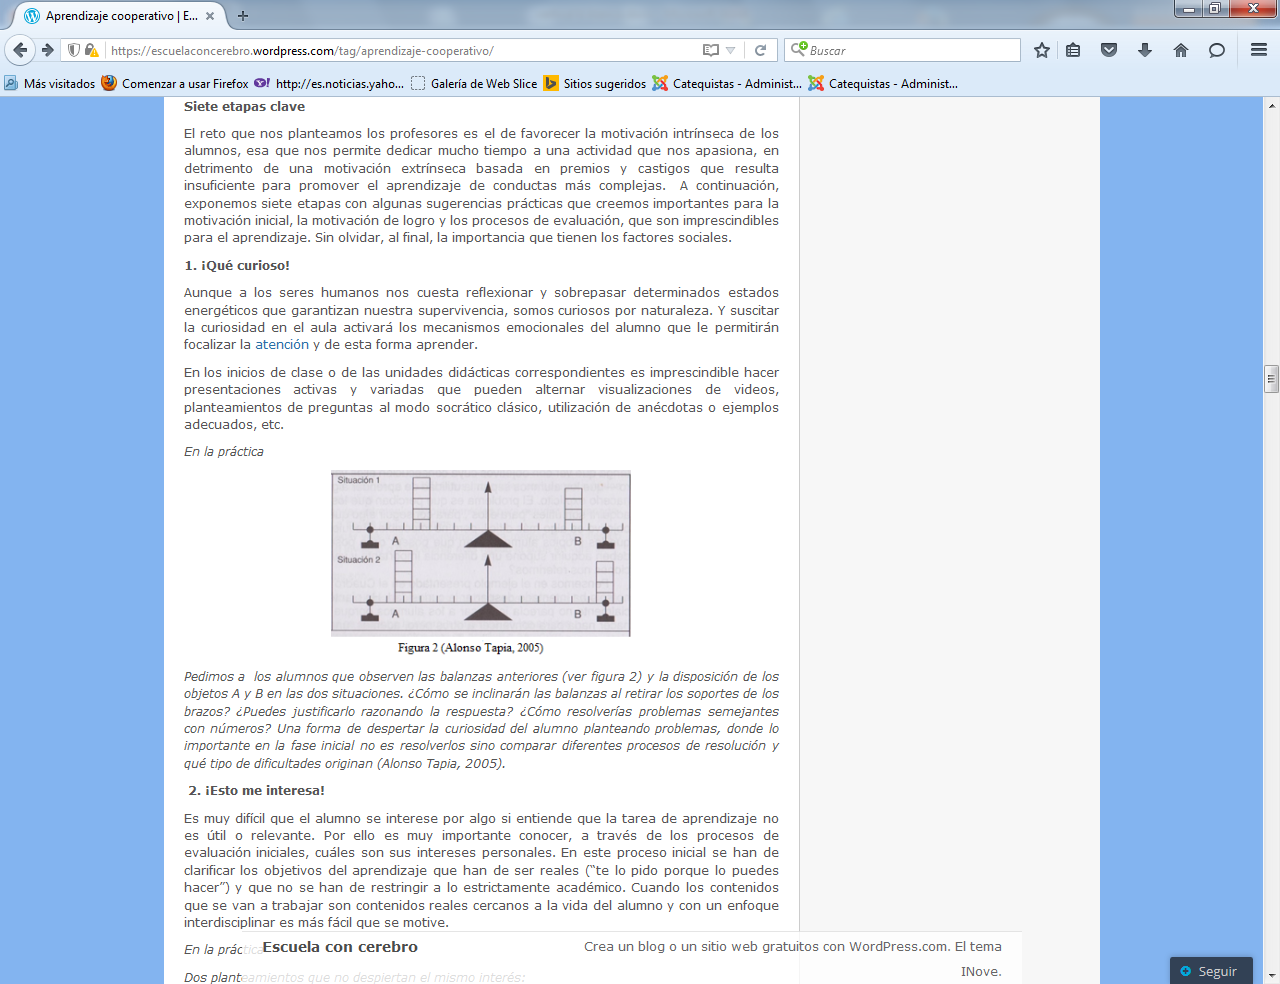 Aprendizaje cooperativo | E...
https://escuelaconcerebro.wordpress.com/tag/aprendizaje-cooperativo/
Buscar
Más visitados Comenzar a usar Firefox http://es.noticias.yaho... Galería de Web Slice Sitios sugeridos Catequistas - Administ... Catequistas - Administ...
Siete etapas clave
El reto que nos planteamos los profesores es el de favorecer la motivación intrínseca de los
alumnos, esa que nos permite dedicar mucho tiempo a una actividad que nos apasiona, en
detrimento de una motivación extrínseca basada en premios y castigos que resulta
insuficiente para promover el aprendizaje de conductas más complejas. A continuación,
exponemos siete etapas con algunas sugerencias prácticas que creemos importantes para la
motivación inicial, la motivación de logro y los procesos de evaluación, que son imprescindibles
para el aprendizaje. Sin olvidar, al final, la importancia que tienen los factores sociales.
1. ¡Qué curioso!
Aunque a los seres humanos nos cuesta reflexionar y sobrepasar determinados estados
energéticos que garantizan nuestra supervivencia, somos curiosos por naturaleza. Y suscitar
la curiosidad en el aula activará los mecanismos emocionales del alumno que le permitirán
focalizar la atención y de esta forma aprender.
En los inicios de clase o de las unidades didácticas correspondientes es imprescindible hacer
presentaciones activas y variadas que pueden alternar visualizaciones de videos,
planteamientos de preguntas al modo socrático clásico, utilización de anécdotas o ejemplos
adecuados, etc.
En la práctica
Situación 1
A B
Situación 2
A B
Figura 2 (Alonso Tapia, 2005)
Pedimos a los alumnos que observen las balanzas anteriores (ver figura 2) y la disposición de los
objetos A y B en las dos situaciones. ¿Cómo se inclinarán las balanzas al retirar los soportes de los
brazos? ¿Puedes justificarlo razonando la respuesta? ¿Cómo resolverías problemas semejantes
con números? Una forma de despertar la curiosidad del alumno planteando problemas, donde lo
importante en la fase inicial no es resolverlos sino comparar diferentes procesos de resolución y
qué tipo de dificultades originan (Alonso Tapia, 2005).
2. ¡Esto me interesa!
Es muy difícil que el alumno se interese por algo si entiende que la tarea de aprendizaje no
es útil o relevante. Por ello es muy importante conocer, a través de los procesos de
evaluación iniciales, cuáles son sus intereses personales. En este proceso inicial se han de
clarificar los objetivos del aprendizaje que han de ser reales (“te lo pido porque lo puedes
hacer”) y que no se han de restringir a lo estrictamente académico. Cuando los contenidos
que se van a trabajar son contenidos reales cercanos a la vida del alumno y con un enfoque
interdisciplinar es más fácil que se motive.
En la práctica
Escuela con cerebro
Crea un blog o un sitio web gratuitos con WordPress.com. El tema
INove.
Dos planteamientos que no despiertan el mismo interés:
Seguir